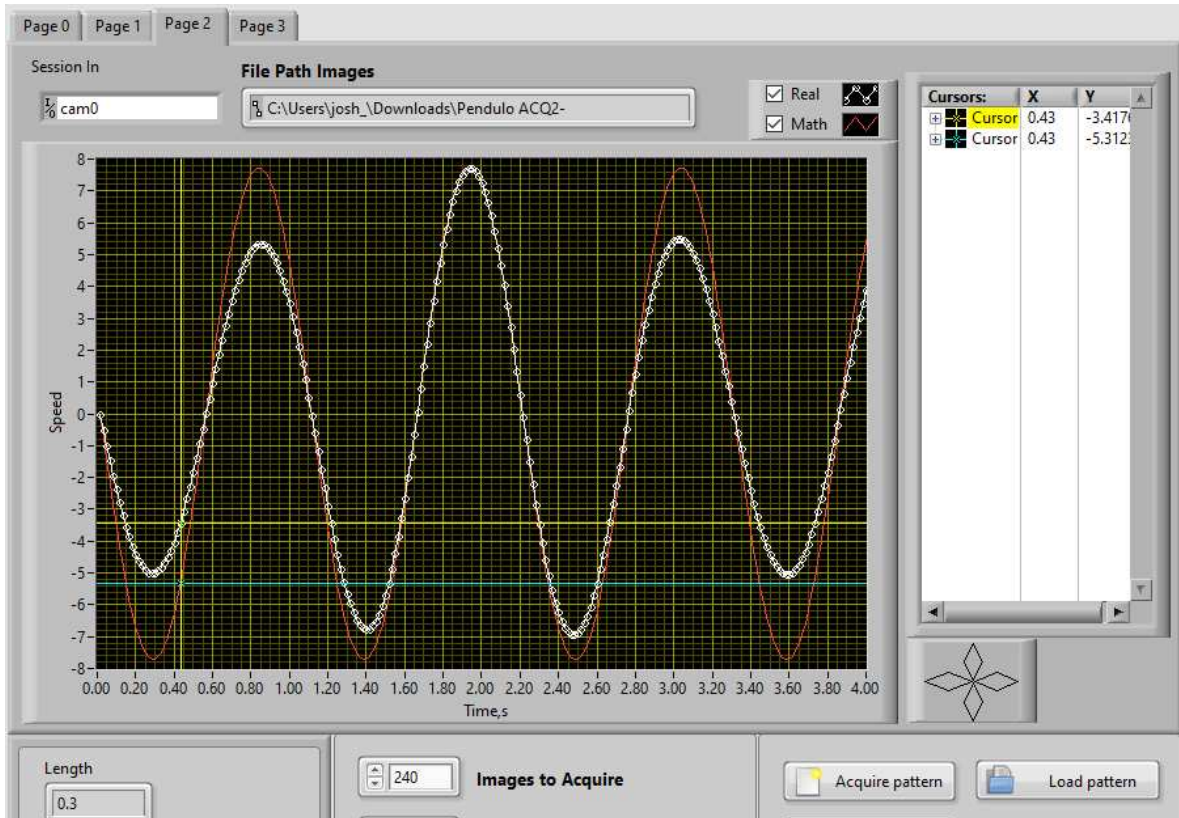 Page 0 Page 1 Page 2 Page 3
Session In
File Path Images
cam0
C:\Users\josh_\Downloads\Pendulo ACQ2-
Real
Math
Cursors: X Y
Cursor 0.43 -3.417
Cursor 0.43 -5.312
8
7
6
5
4
3
2
1
0
-1
-2
-3
-4
-5
-6
-7
-8
Speed
0.00 0.20 0.40 0.60 0.80 1.00 1.20 1.40 1.60 1.80 2.00 2.20 2.40 2.60 2.80 3.00 3.20 3.40 3.60 3.80 4.00
Time,s
Length
0.3
240
Images to Acquire
Acquire pattern
Load pattern